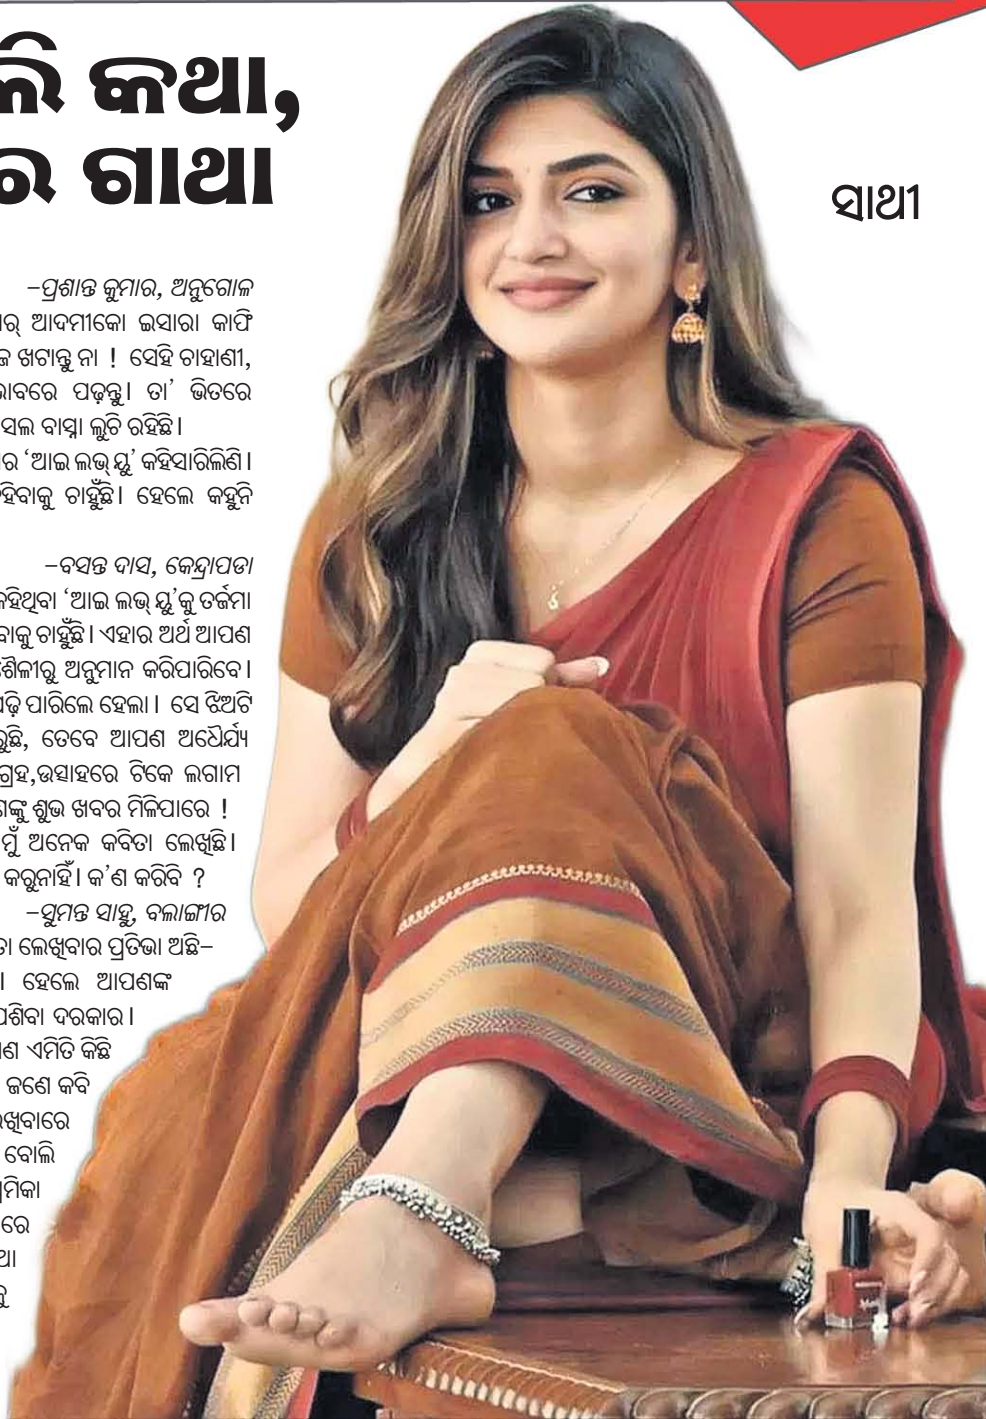 ଲି କଥା,
ର ଗାଥା
ସାଥୀ
–ପ୍ରଶାନ୍ତ କୁମାର, ଅନୁଗୋଳ
ଆଦମୀକୋ ଇସାରା କାଫି
ଖଟାନ୍ତୁ ନା ! ସେହି ଚାହାଣୀ,
ଭାବରେ ପଢ଼ନ୍ତୁ। ତା’ ଭିତରେ
ବାସ୍ନା ଲୁଚି ରହିଛି।
‘ଆଇ ଲଭ୍ ୟୁ’ କହିସାରିଲିଣି।
ଚାହୁଁଛି। ହେଲେ କହୁନି
–ବସନ୍ତ ଦାସ, କେନ୍ଦ୍ରାପଡା
କହିଥିବା ‘ଆଇ ଲଭ୍ ୟୁ’କୁ ତର୍ଜମା
ଚାହୁଁଛି। ଏହାର ଅର୍ଥ ଆପଣ
ଶୈଳୀରୁ ଅନୁମାନ କରିପାରିବେ।
ପଢ଼ି ପାରିଲେ ହେଲା। ସେ ଝିଅଟି
ତେବେ ଆପଣ ଅଧୈର୍ଯ୍ୟ
ଗ୍ରହ,ଉତ୍ସାହରେ ଟିକେ ଲଗାମ
ଶୁଭ ଖବର ମିଳିପାରେ !
ମୁଁ ଅନେକ କବିତା ଲେଖିଛି।
କରୁନାହିଁ। କ’ଣ କରିବି ?
–ସୁମନ୍ତ ସାହୁ, ବଲାଙ୍ଗୀର
ତା ଲେଖିବାର ପ୍ରତିଭା ଅଛି–
। ହେଲେ ଆପଣଙ୍କ
ପଶିବା ଦରକାର।
ଏମିତି କିଛି
ଜଣେ କବି
ଖିବାରେ
ବୋଲି
ମିକା
ରେ
ଥା